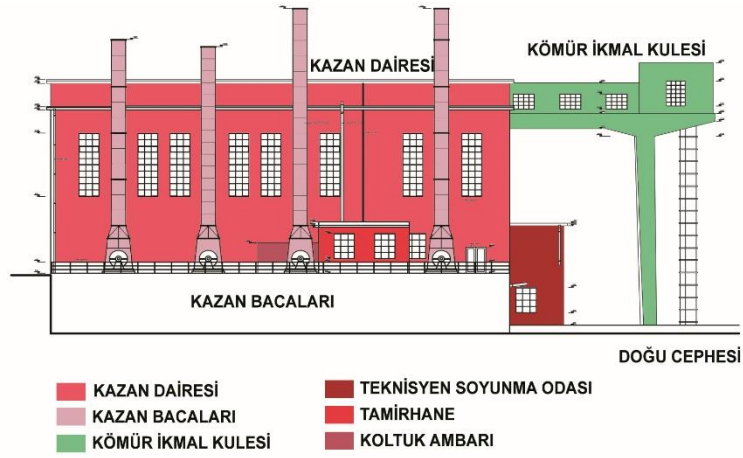 KÖMÜR İKMAL KULESİ
KAZAN DAİRESİ
KAZAN BACALARI
DOĞU CEPHESİ
KAZAN DAİRESİ
KAZAN BACALARI
KÖMÜR İKMAL KULESİ
TEKNİSYEN SOYUNMA ODASI
TAMİRHANE
KOLTUK AMBARI